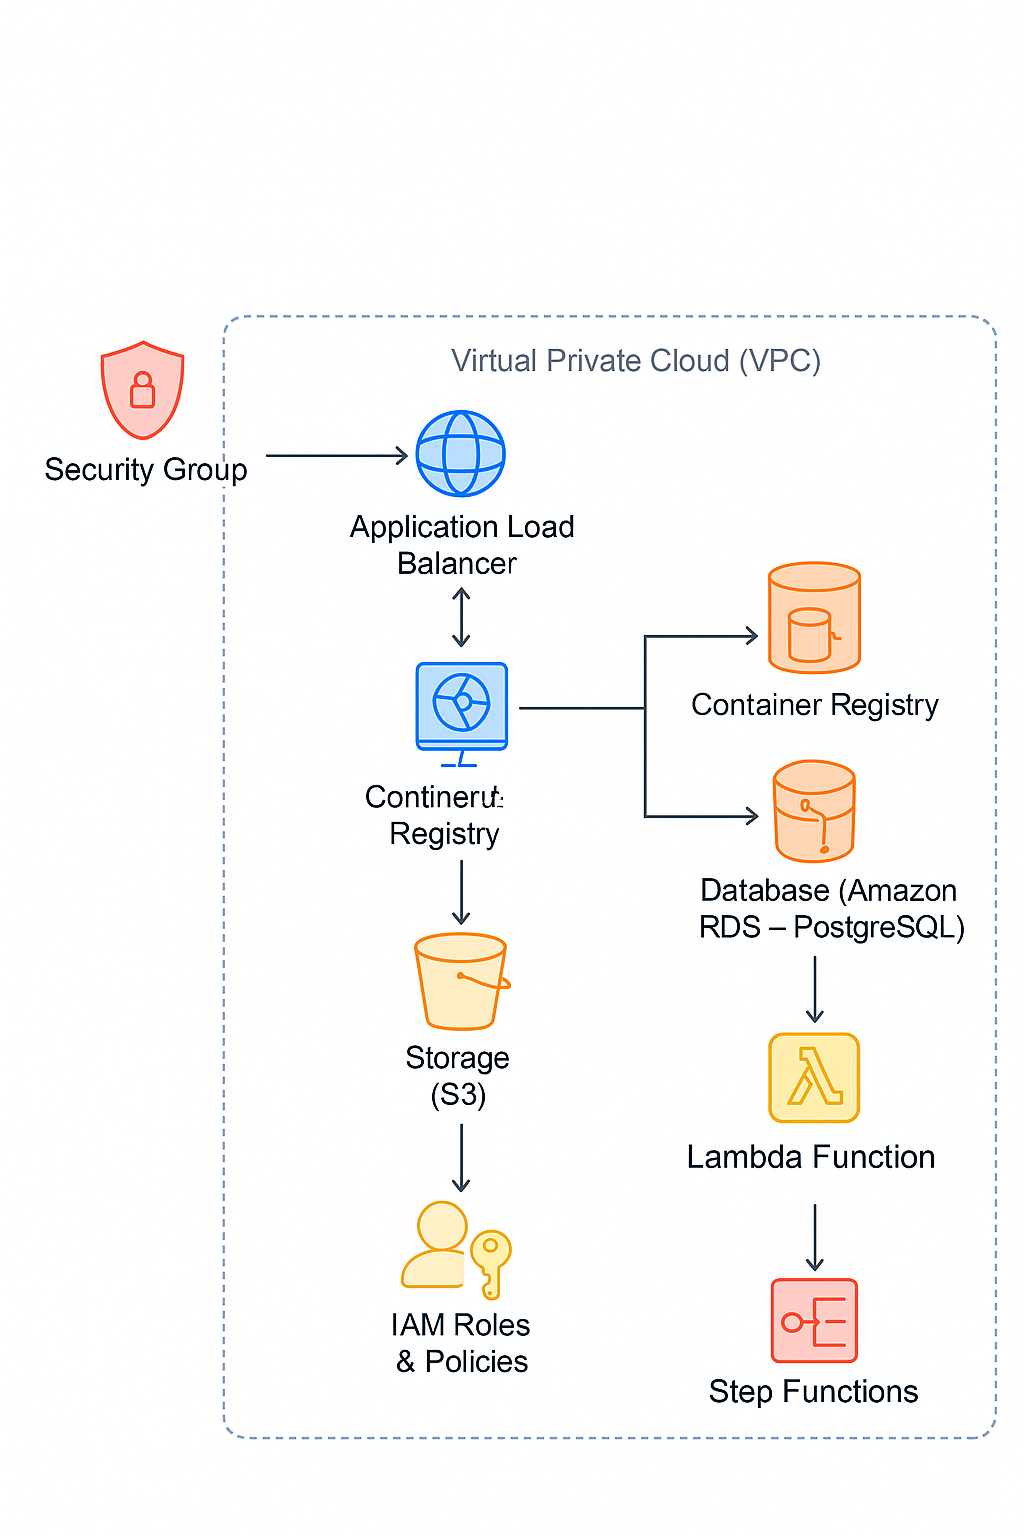 Virtual Private Cloud (VPC)
Security Group
Application Load
Balancer
Container Registry
Registry
Database (Amazon
RDS – PostgreSQL)
Storage
(S3)
Lambda Function
IAM Roles
& Policies
Step Functions